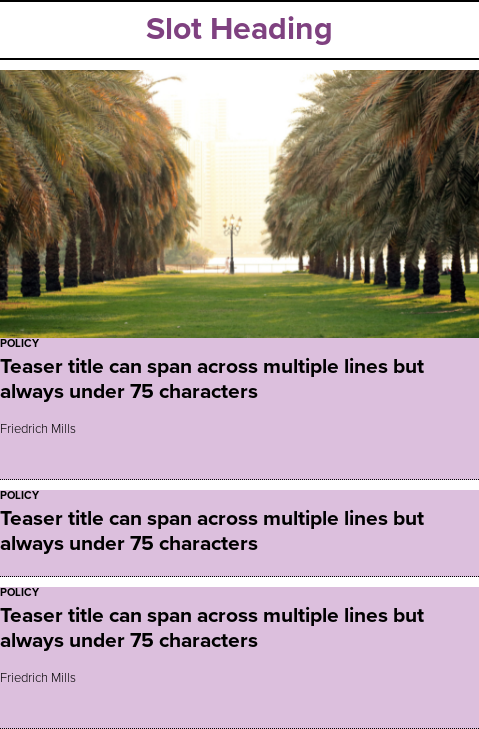 Slot Heading
POLICY
Teaser title can span across multiple lines but
always under 75 characters
Friedrich Mills
POLICY
Teaser title can span across multiple lines but
always under 75 characters
POLICY
Teaser title can span across multiple lines but
always under 75 characters
Friedrich Mills